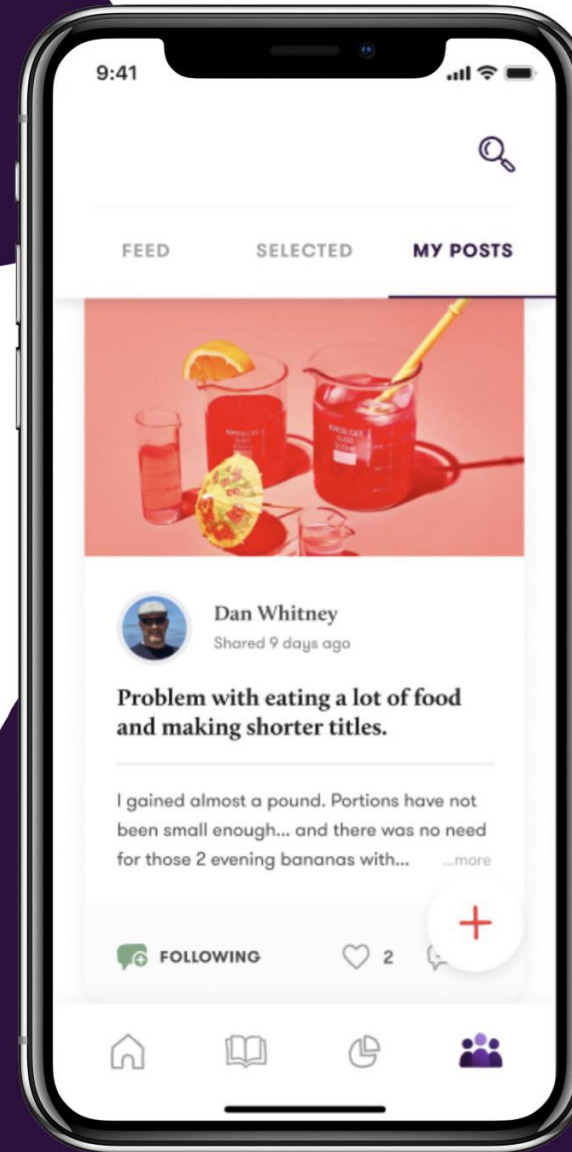 9:41
FEED
SELECTED
MY POSTS
Dan Whitney
Shared 9 days ago
Problem with eating a lot of food
and making shorter titles.
I gained almost a pound. Portions have not
been small enough... and there was no need
for those 2 evening bananas with... ...more
FOLLOWING
2